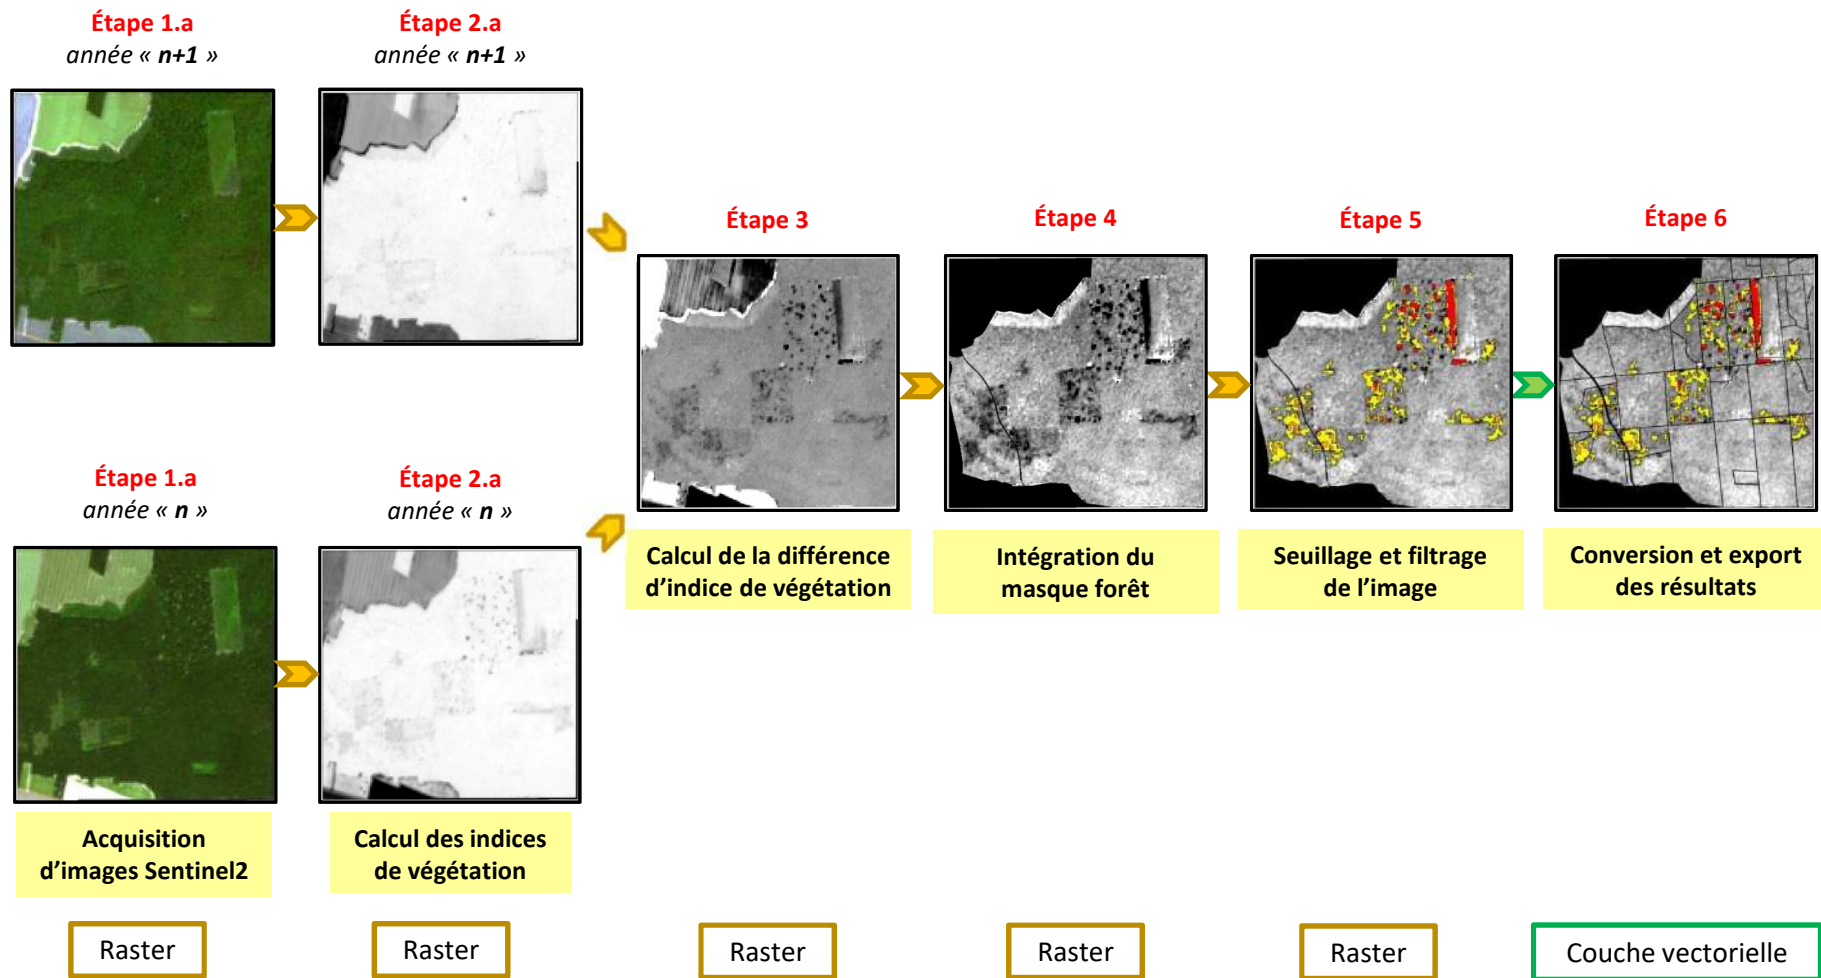 Étape 1.a
année « n+1 »
Étape 2.a
année « n+1 »
Étape 3
Étape 4
Étape 5
Étape 6
Étape 1.a
année « n »
Étape 2.a
année « n »
Calcul de la différence
d’indice de végétation
Intégration du
masque forêt
Seuillage et filtrage
de l’image
Conversion et export
des résultats
Acquisition
d’images Sentinel2
Calcul des indices
de végétation
Raster
Raster
Raster
Raster
Raster
Couche vectorielle